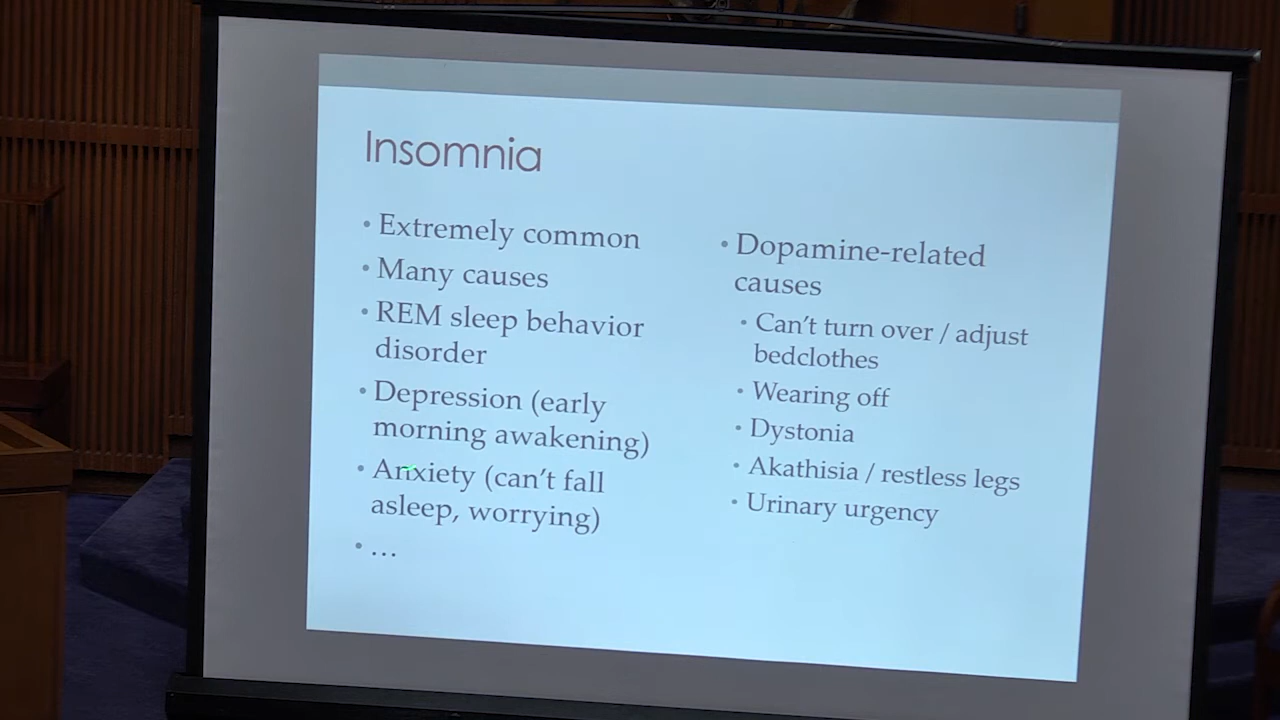 Insomnia
• Extremely common
• Many causes
• REM sleep behavior
disorder
• Depression (early
morning awakening)
• Anxiety (can't fall
asleep, worrying)
• ...
• Dopamine-related
causes
• Can't turn over / adjust
bedclothes
• Wearing off
• Dystonia
• Akathisia / restless legs
• Urinary urgency